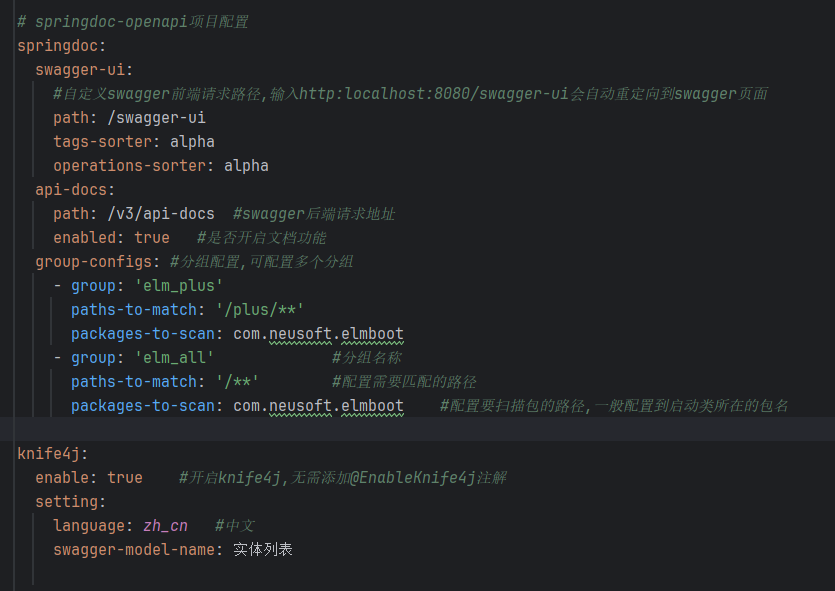 # springdoc-openapi项目配置
springdoc:
  swagger-ui:
    #自定义swagger前端请求路径,输入http:localhost:8080/swagger-ui会自动重定向到swagger页面
    path: /swagger-ui
    tags-sorter: alpha
    operations-sorter: alpha
  api-docs:
    path: /v3/api-docs  #swagger后端请求地址
    enabled: true   #是否开启文档功能
  group-configs: #分组配置,可配置多个分组
    - group: 'elm_plus'
      paths-to-match: '/plus/**'
      packages-to-scan: com.neusoft.elmboot
    - group: 'elm_all'             #分组名称
      paths-to-match: '/**'        #配置需要匹配的路径
      packages-to-scan: com.neusoft.elmboot    #配置要扫描包的路径,一般配置到启动类所在的包名
knife4j:
  enable: true    #开启knife4j,无需添加@EnableKnife4j注解
  setting:
    language: zh_cn   #中文
    swagger-model-name: 实体列表